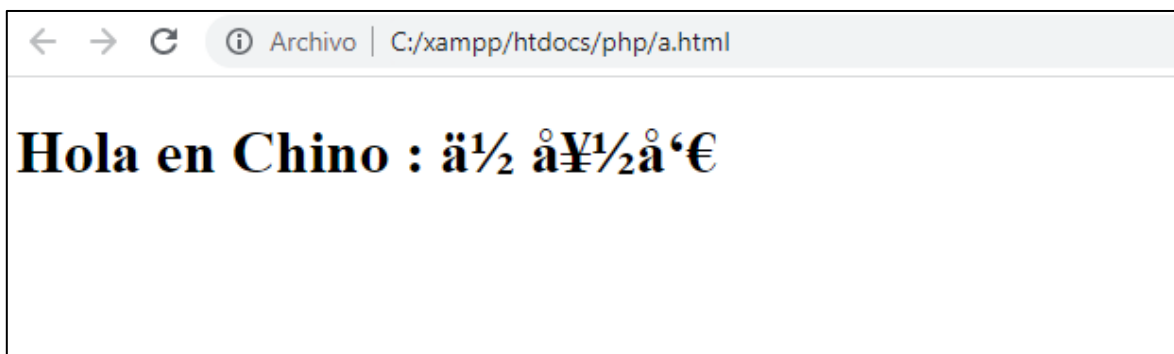 Archivo | C:/xampp/htdocs/php/a.html
Hola en Chino : ä½ å¥½å‘€